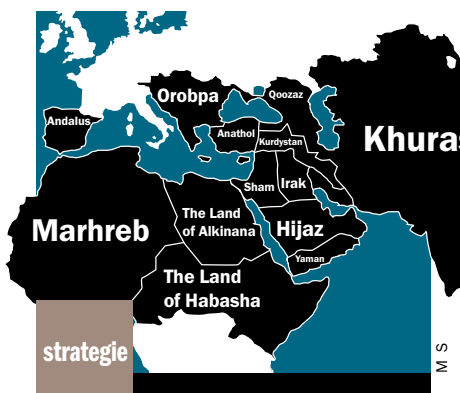 Orobpa
Qoozaz
Andalus
Anathol
Kurdystan
Khuras
Sham
Irak
The Land
of Alkinana
Marhreb
Hijaz
Yaman
The Land
of Habasha
strategie
M S